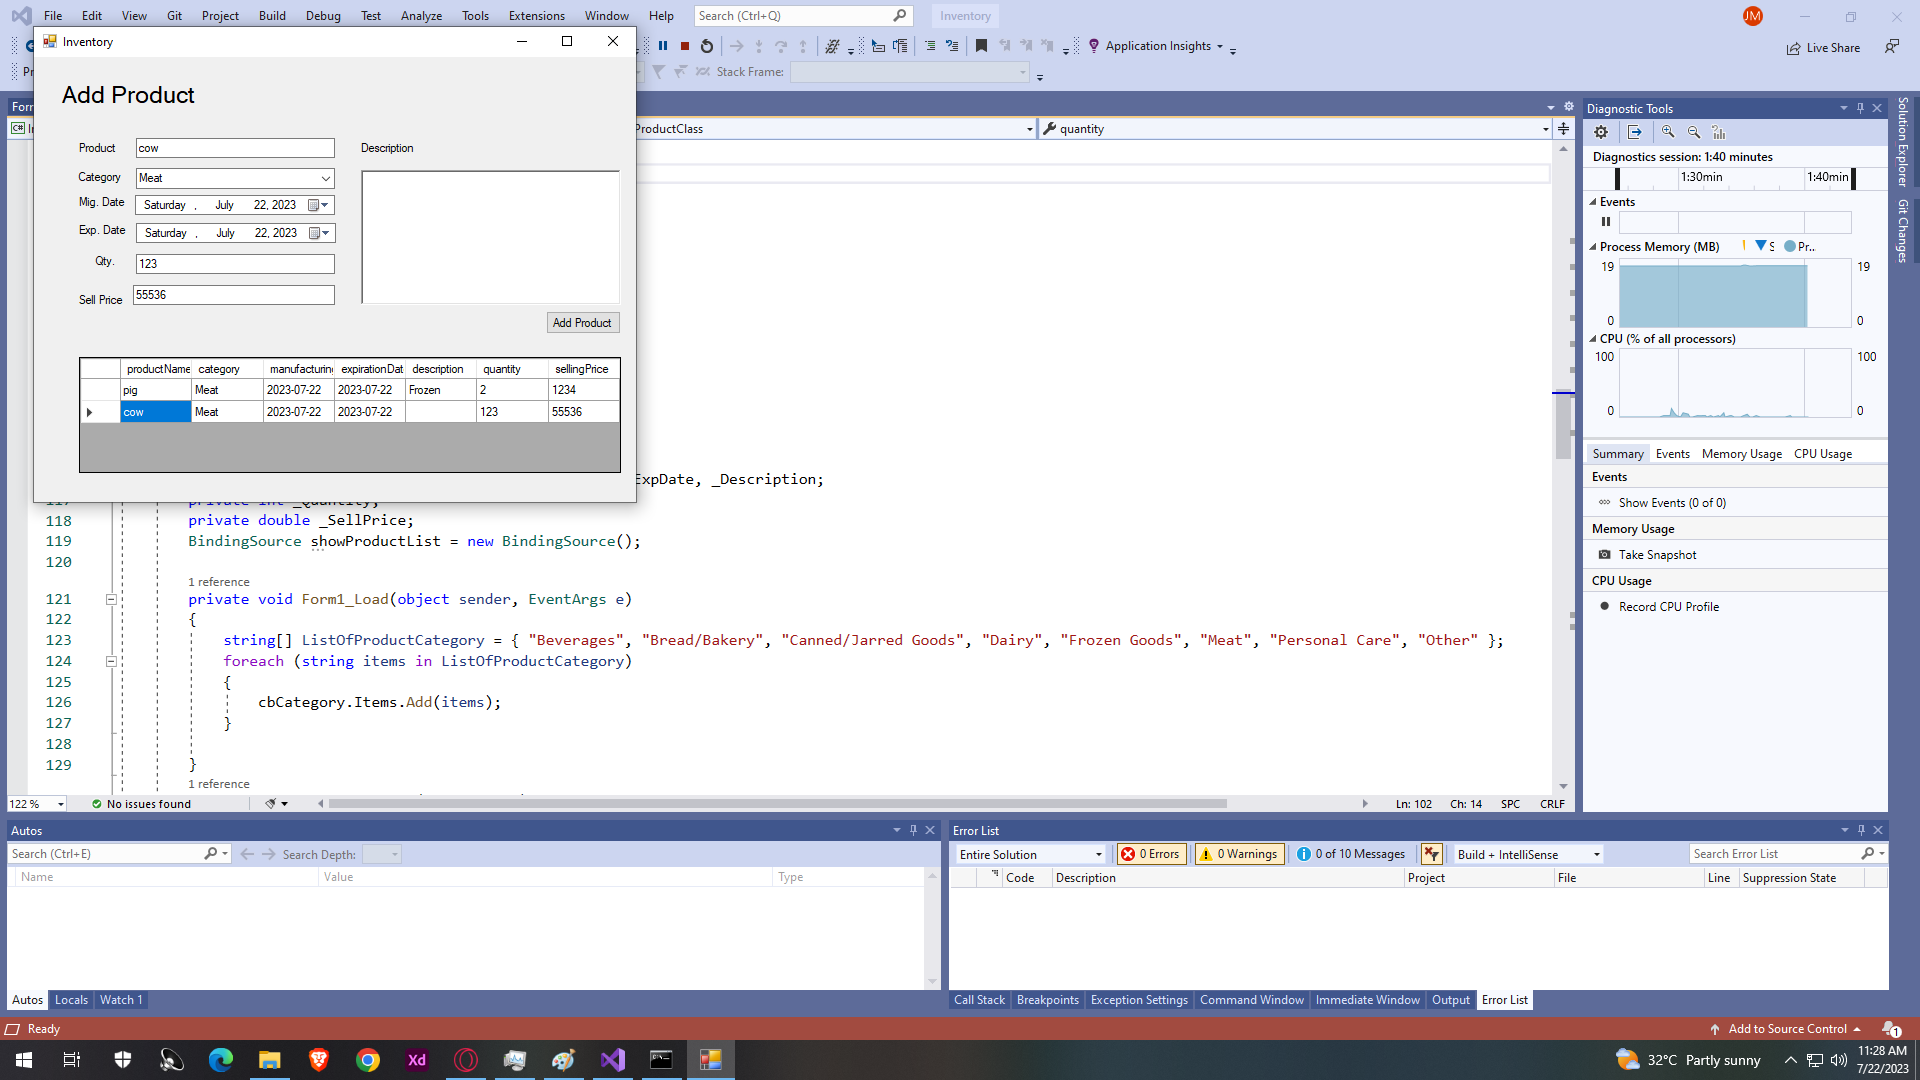 File Edit View Git Project Build Debug Test Analyze Tools Extensions Window Help Search (Ctrl+Q) Inventory JM
Inventory
Application Insights Live Share
Stack Frame:
Add Product
Product cow Description
Category Meat
Mig. Date Saturday , July 22, 2023
Exp. Date Saturday , July 22, 2023
Qty. 123
Sell Price 55536
Add Product
productName category manufacturing expirationDat description quantity sellingPrice
pig Meat 2023-07-22 2023-07-22 Frozen 2 1234
cow Meat 2023-07-22 2023-07-22 123 55536
ProductClass quantity
ExpDate, _Description;
117 private int _Quantity;
118 private double _SellPrice;
119 BindingSource showProductList = new BindingSource();
120
1 reference
121 private void Form1_Load(object sender, EventArgs e)
122 {
123 string[] ListOfProductCategory = { "Beverages", "Bread/Bakery", "Canned/Jarred Goods", "Dairy", "Frozen Goods", "Meat", "Personal Care", "Other" };
124 foreach (string items in ListOfProductCategory)
125 {
126 cbCategory.Items.Add(items);
127 }
128
129 }
1 reference
122 % No issues found Ln: 102 Ch: 14 SPC CRLF
Diagnostic Tools
Diagnostics session: 1:40 minutes
1:30min 1:40min
Events
Process Memory (MB) S Pr...
19 19
0 0
CPU (% of all processors)
100 100
0 0
Summary Events Memory Usage CPU Usage
Events
Show Events (0 of 0)
Memory Usage
Take Snapshot
CPU Usage
Record CPU Profile
Solution Explorer
Git Changes
Autos
Search (Ctrl+E) Search Depth:
Name Value Type
Autos Locals Watch 1
Error List
Entire Solution 0 Errors 0 Warnings 0 of 10 Messages Build + IntelliSense Search Error List
Code Description Project File Line Suppression State
Call Stack Breakpoints Exception Settings Command Window Immediate Window Output Error List
Ready Add to Source Control 1
Xd 32°C Partly sunny 11:28 AM
7/22/2023